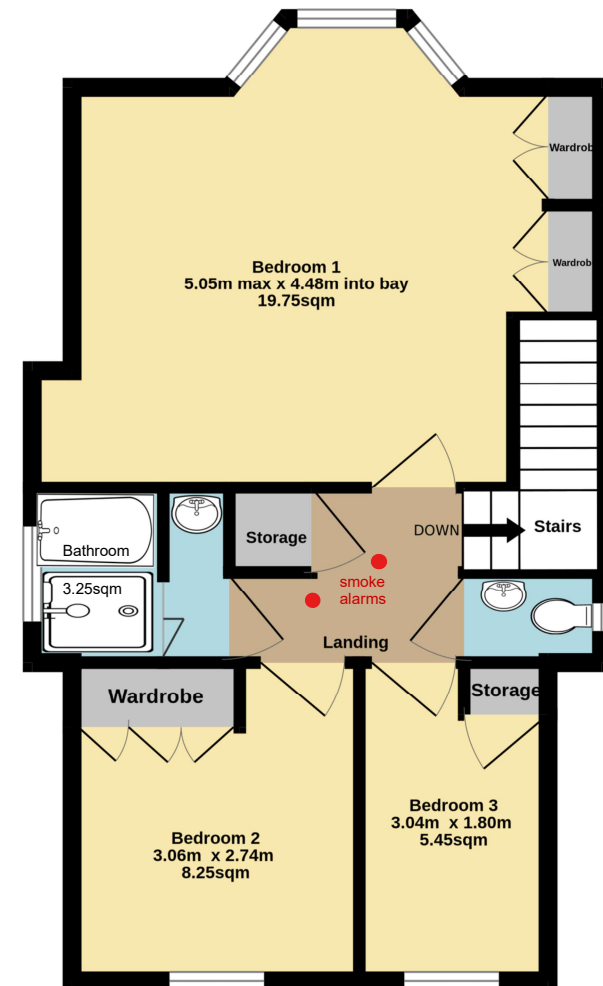 Wardrob
Wardrob
Bedroom 1
5.05m max x 4.48m into bay
19.75sqm
Storage
DOWN
Stairs
Bathroom
3.25sqm
smoke
alarms
Landing
Wardrobe
Storage
Bedroom 2
3.06m x 2.74m
8.25sqm
Bedroom 3
3.04m x 1.80m
5.45sqm